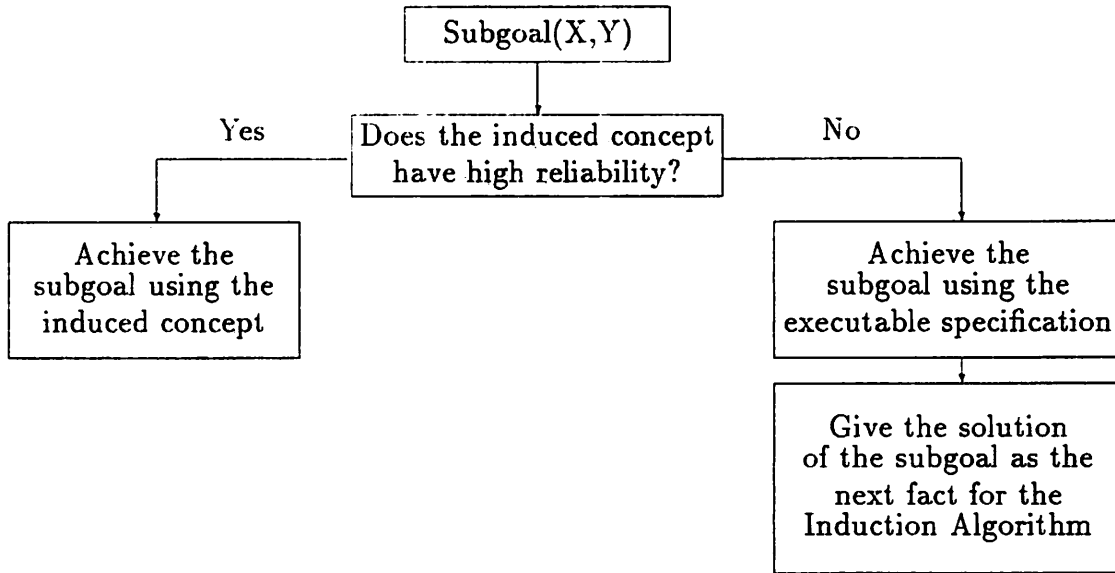 Subgoal(X,Y)
Yes
Does the induced concept
have high reliability?
No
Achieve the
subgoal using the
induced concept
Achieve the
subgoal using the
executable specification
Give the solution
of the subgoal as the
next fact for the
Induction Algorithm